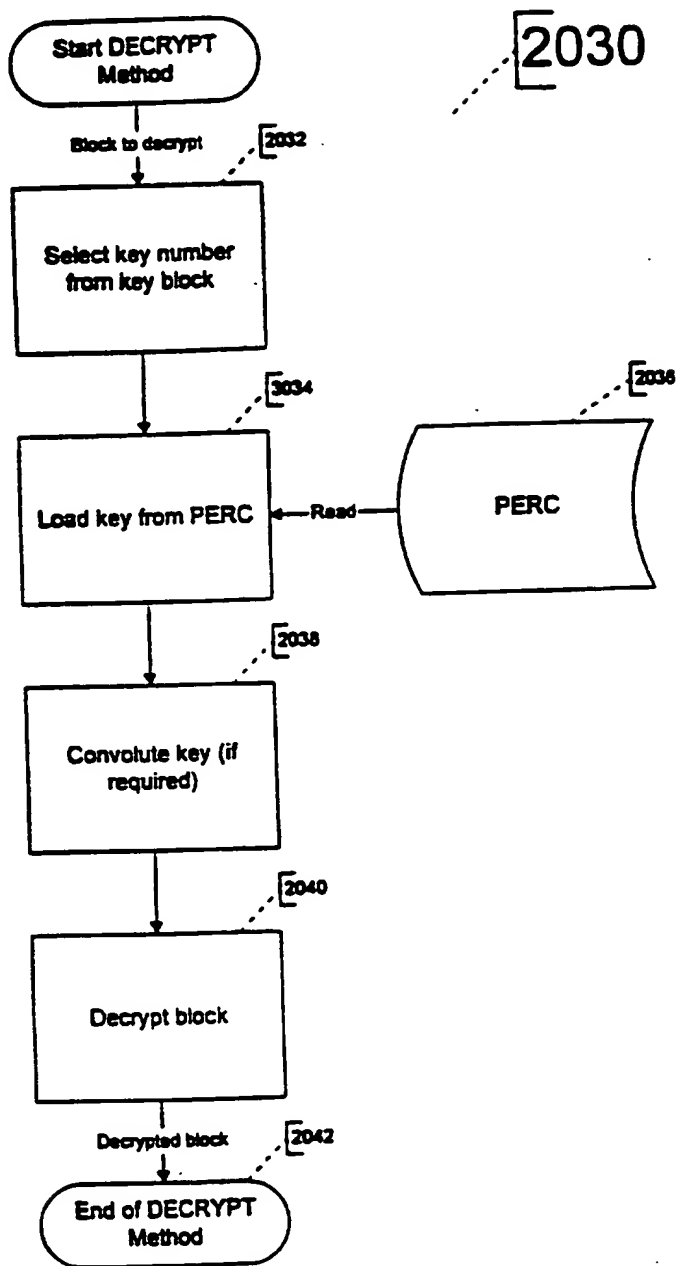 Start DECRYPT
Method
2030
Block to decrypt
2032
Select key number
from key block
3034
2036
Load key from PERC
Read
PERC
2038
Convolute key (if
required)
2040
Decrypt block
Decrypted block
2042
End of DECRYPT
Method